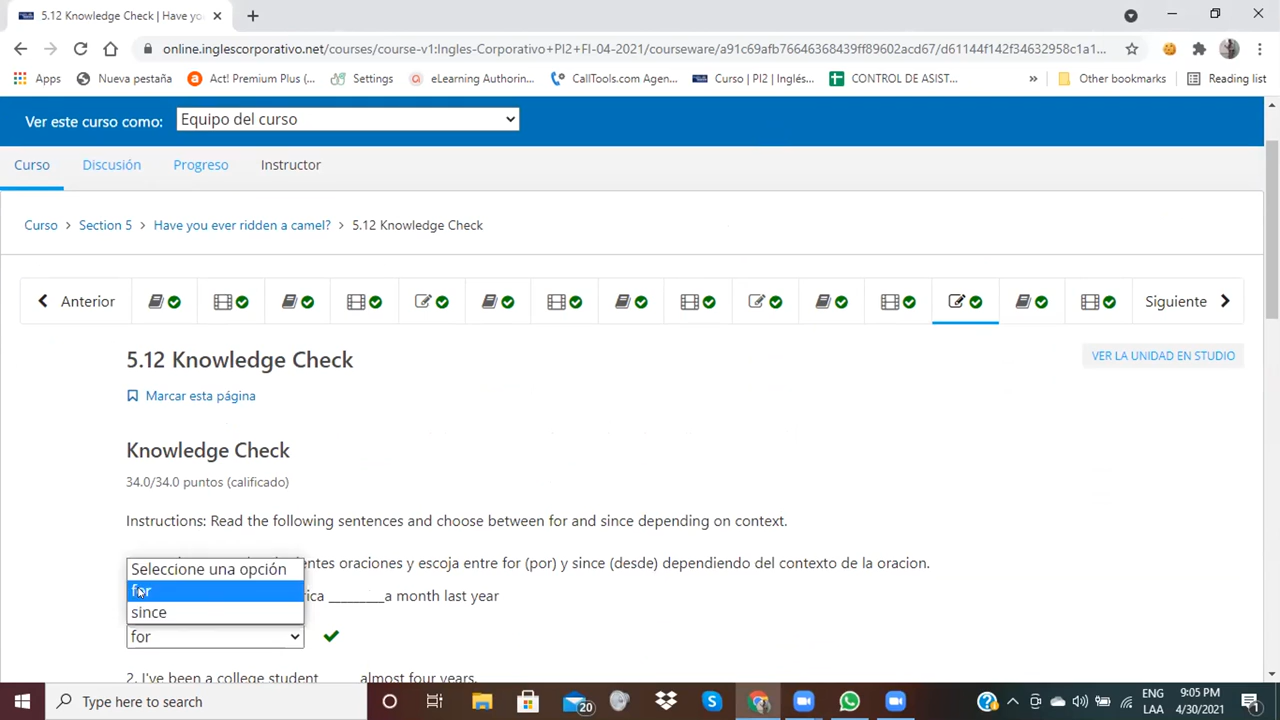 5.12 Knowledge Check | Have yo
online.inglescorporativo.net/courses/course-v1:Ingles-Corporativo+PI2+FI-04-2021/courseware/a91c69afb76646368439ff89602acd67/d61144f142f34632958c1a1...
Apps Nueva pestaña Act! Premium Plus (... Settings eLearning Authorin... CallTools.com Agen... Curso | PI2 | Inglés... CONTROL DE ASIST... » Other bookmarks Reading list
Ver este curso como: Equipo del curso
Curso Discusión Progreso Instructor
Curso > Section 5 > Have you ever ridden a camel? > 5.12 Knowledge Check
Anterior Siguiente
5.12 Knowledge Check
VER LA UNIDAD EN STUDIO
Marcar esta página
Knowledge Check
34.0/34.0 puntos (calificado)
Instructions: Read the following sentences and choose between for and since depending on context.
entes oraciones y escoja entre for (por) y since (desde) dependiendo del contexto de la oracion.
Seleccione una opción
for
rica _________a month last year
since
for
2. I've been a college student ____ almost four years.
Type here to search
20
ENG 9:05 PM
LAA 4/30/2021
1